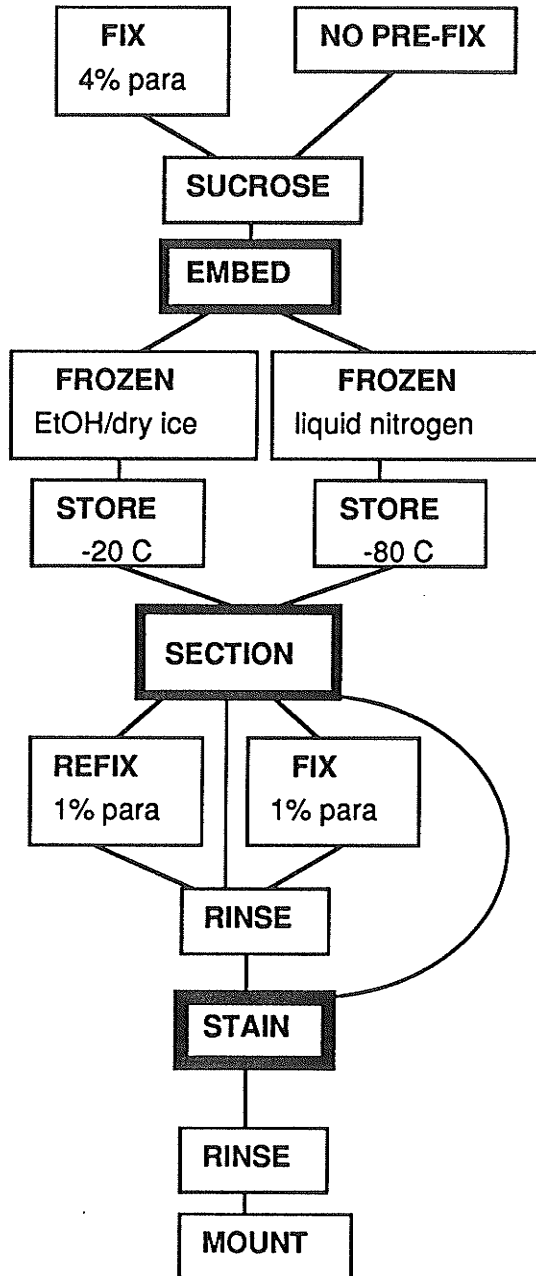 FIX
4% para
NO PRE-FIX
SUCROSE
EMBED
FROZEN
EtOH/dry ice
FROZEN
liquid nitrogen
STORE
-20 C
STORE
-80 C
SECTION
REFIX
1% para
FIX
1% para
RINSE
STAIN
RINSE
MOUNT